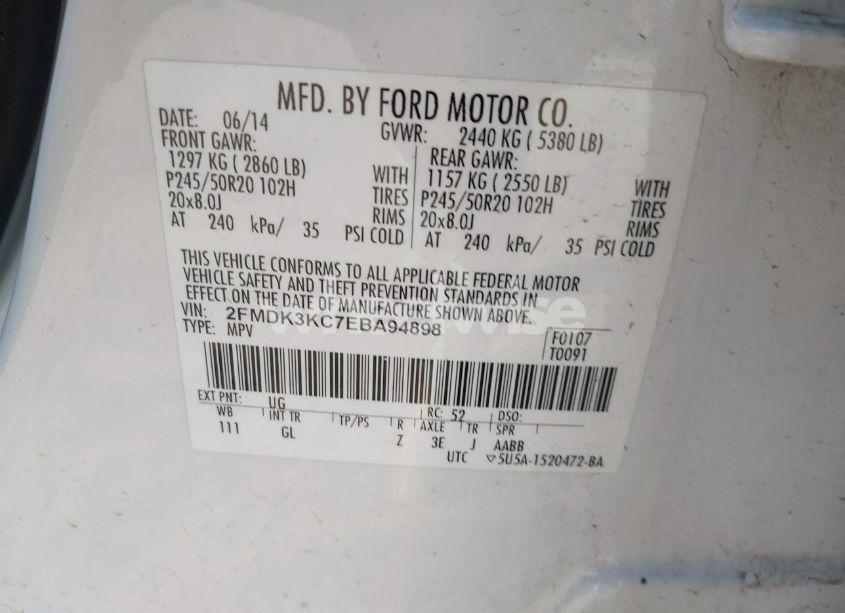 MFD. BY FORD MOTOR CO.
DATE: 06/14 GVWR: 2440 KG ( 5380 LB)
FRONT GAWR: REAR GAWR:
1297 KG ( 2860 LB) WITH 1157 KG ( 2550 LB) WITH
P245/50R20 102H TIRES P245/50R20 102H TIRES
20x8.0J RIMS 20x8.0J RIMS
AT 240 kPa/ 35 PSI COLD AT 240 kPa/ 35 PSI COLD
THIS VEHICLE CONFORMS TO ALL APPLICABLE FEDERAL MOTOR
VEHICLE SAFETY AND THEFT PREVENTION STANDARDS IN
EFFECT ON THE DATE OF MANUFACTURE SHOWN ABOVE.
VIN: 2FMDK3KC7EBA94898
TYPE: MPV
F0107
T0091
EXT PNT: UG RC: 52 DSO:
WB INT TR TP/PS R AXLE TR SPR
111 GL Z 3E J AABB
UTC ▽5U5A-1520472-BA